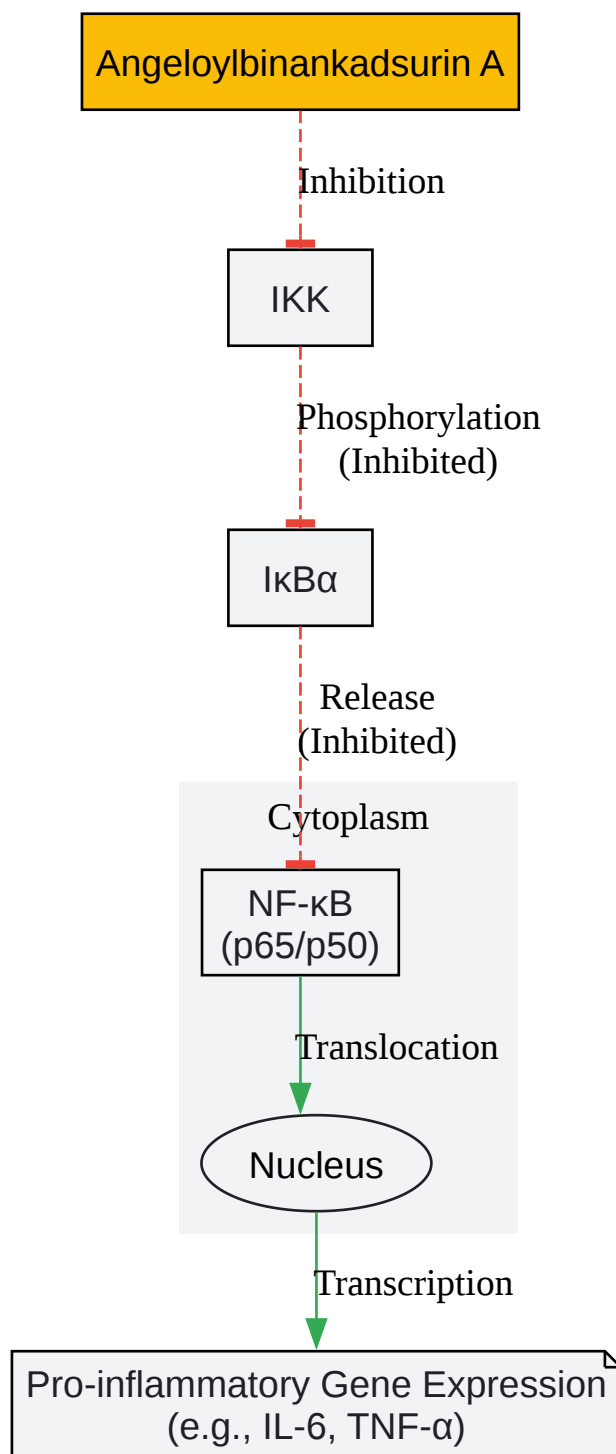 Angeloylbinankadsurin A
Inhibition
IKK
Phosphorylation
(Inhibited)
IκBα
Release
(Inhibited)
Cytoplasm
NF-κB
(p65/p50)
Translocation
Nucleus
Transcription
Pro-inflammatory Gene Expression
(e.g., IL-6, TNF-α)